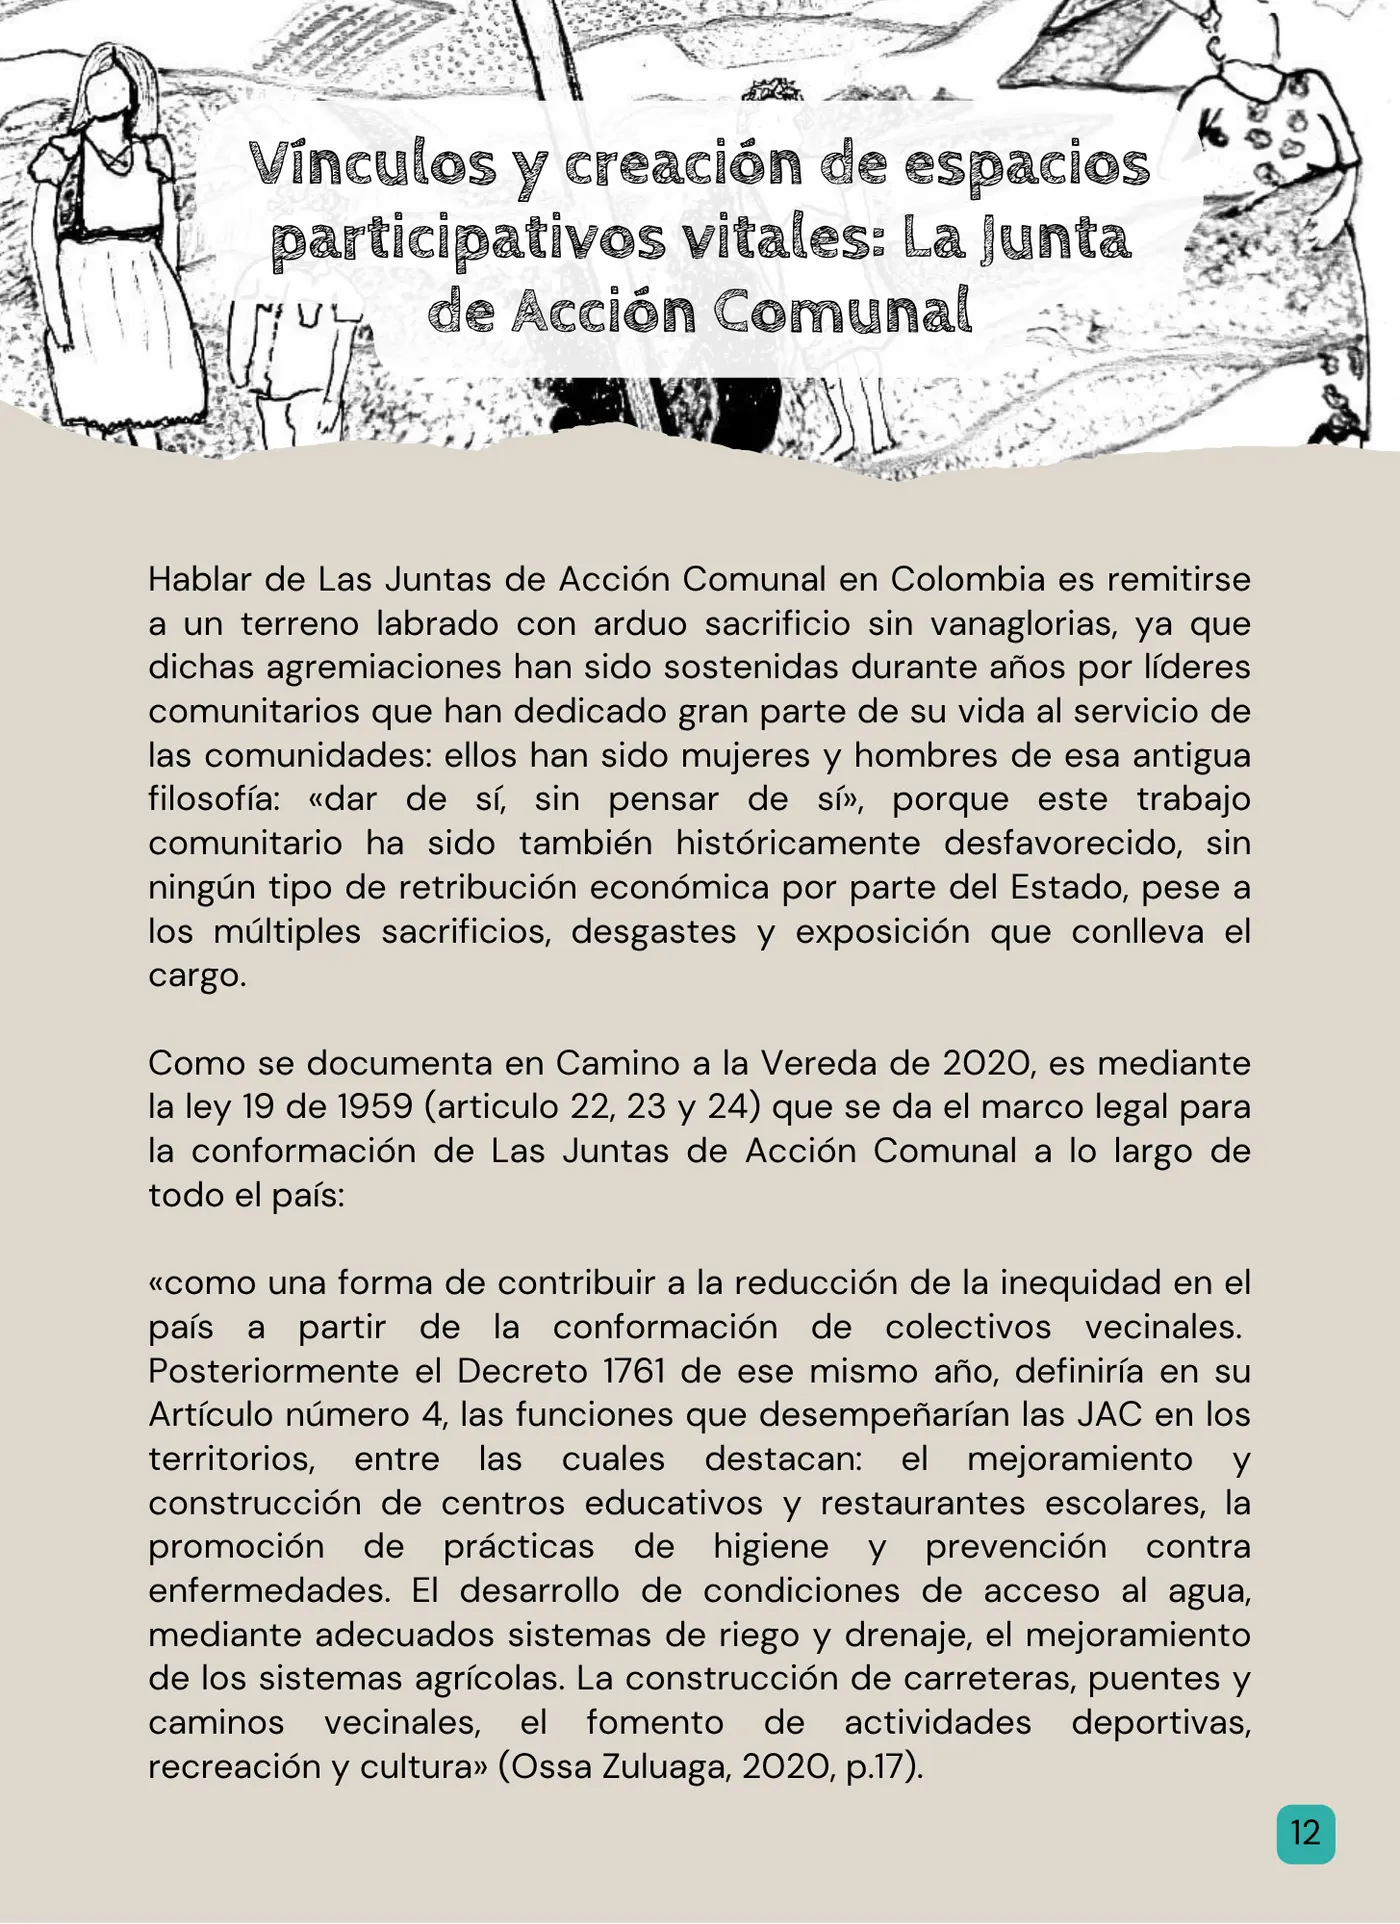 Vínculos y creación de espacios
participativos vitales: La Junta
de Acción Comunal
Hablar de Las Juntas de Acción Comunal en Colombia es remitirse
a un terreno labrado con arduo sacrificio sin vanaglorias, ya que
dichas agremiaciones han sido sostenidas durante años por líderes
comunitarios que han dedicado gran parte de su vida al servicio de
las comunidades: ellos han sido mujeres y hombres de esa antigua
filosofía: «dar de sí, sin pensar de sí», porque este trabajo
comunitario ha sido también históricamente desfavorecido, sin
ningún tipo de retribución económica por parte del Estado, pese a
los múltiples sacrificios, desgastes y exposición que conlleva el
cargo.
Como se documenta en Camino a la Vereda de 2020, es mediante
la ley 19 de 1959 (articulo 22, 23 y 24) que se da el marco legal para
la conformación de Las Juntas de Acción Comunal a lo largo de
todo el país:
«como una forma de contribuir a la reducción de la inequidad en el
país a partir de la conformación de colectivos vecinales.
Posteriormente el Decreto 1761 de ese mismo año, definiría en su
Artículo número 4, las funciones que desempeñarían las JAC en los
territorios, entre las cuales destacan: el mejoramiento y
construcción de centros educativos y restaurantes escolares, la
promoción de prácticas de higiene y prevención contra
enfermedades. El desarrollo de condiciones de acceso al agua,
mediante adecuados sistemas de riego y drenaje, el mejoramiento
de los sistemas agrícolas. La construcción de carreteras, puentes y
caminos vecinales, el fomento de actividades deportivas,
recreación y cultura» (Ossa Zuluaga, 2020, p.17).
12